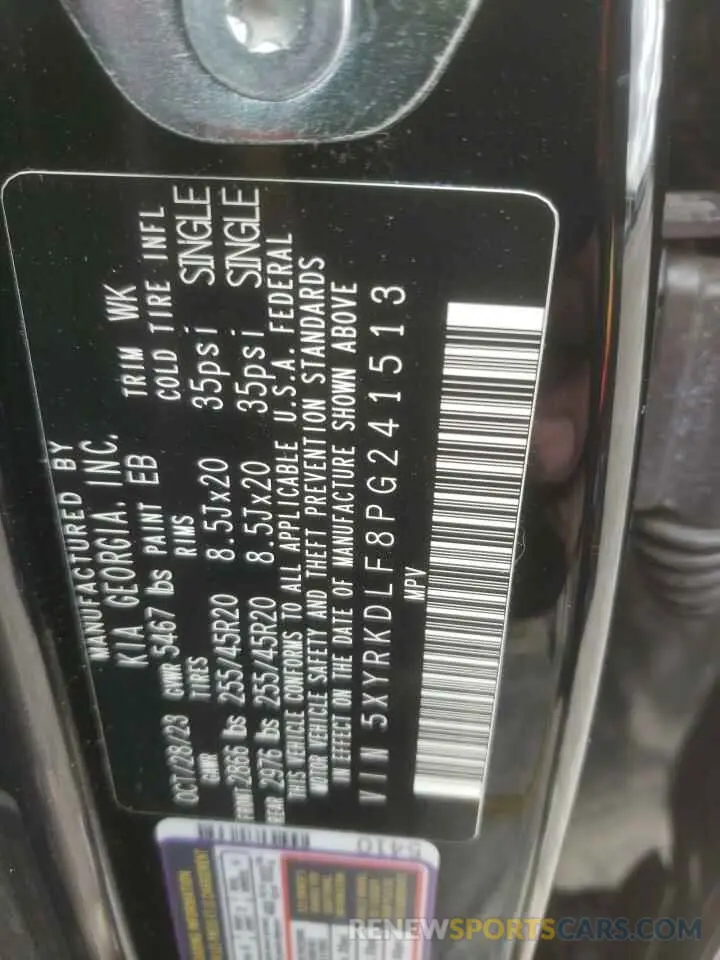 MANUFACTURED BY
KIA GEORGIA, INC.
OCT/28/23 GVWR 5467 lbs PAINT EB TRIM WK
GAWR TIRES RIMS COLD TIRE INFL
FRONT 2866 lbs 255/45R20 8.5Jx20 35psi SINGLE
REAR 2976 lbs 255/45R20 8.5Jx20 35psi SINGLE
THIS VEHICLE CONFORMS TO ALL APPLICABLE U.S.A. FEDERAL
MOTOR VEHICLE SAFETY AND THEFT PREVENTION STANDARDS
IN EFFECT ON THE DATE OF MANUFACTURE SHOWN ABOVE
VIN 5XYRKDLF8PG241513
MPV
5410
RENEWSPORTSCARS.COM